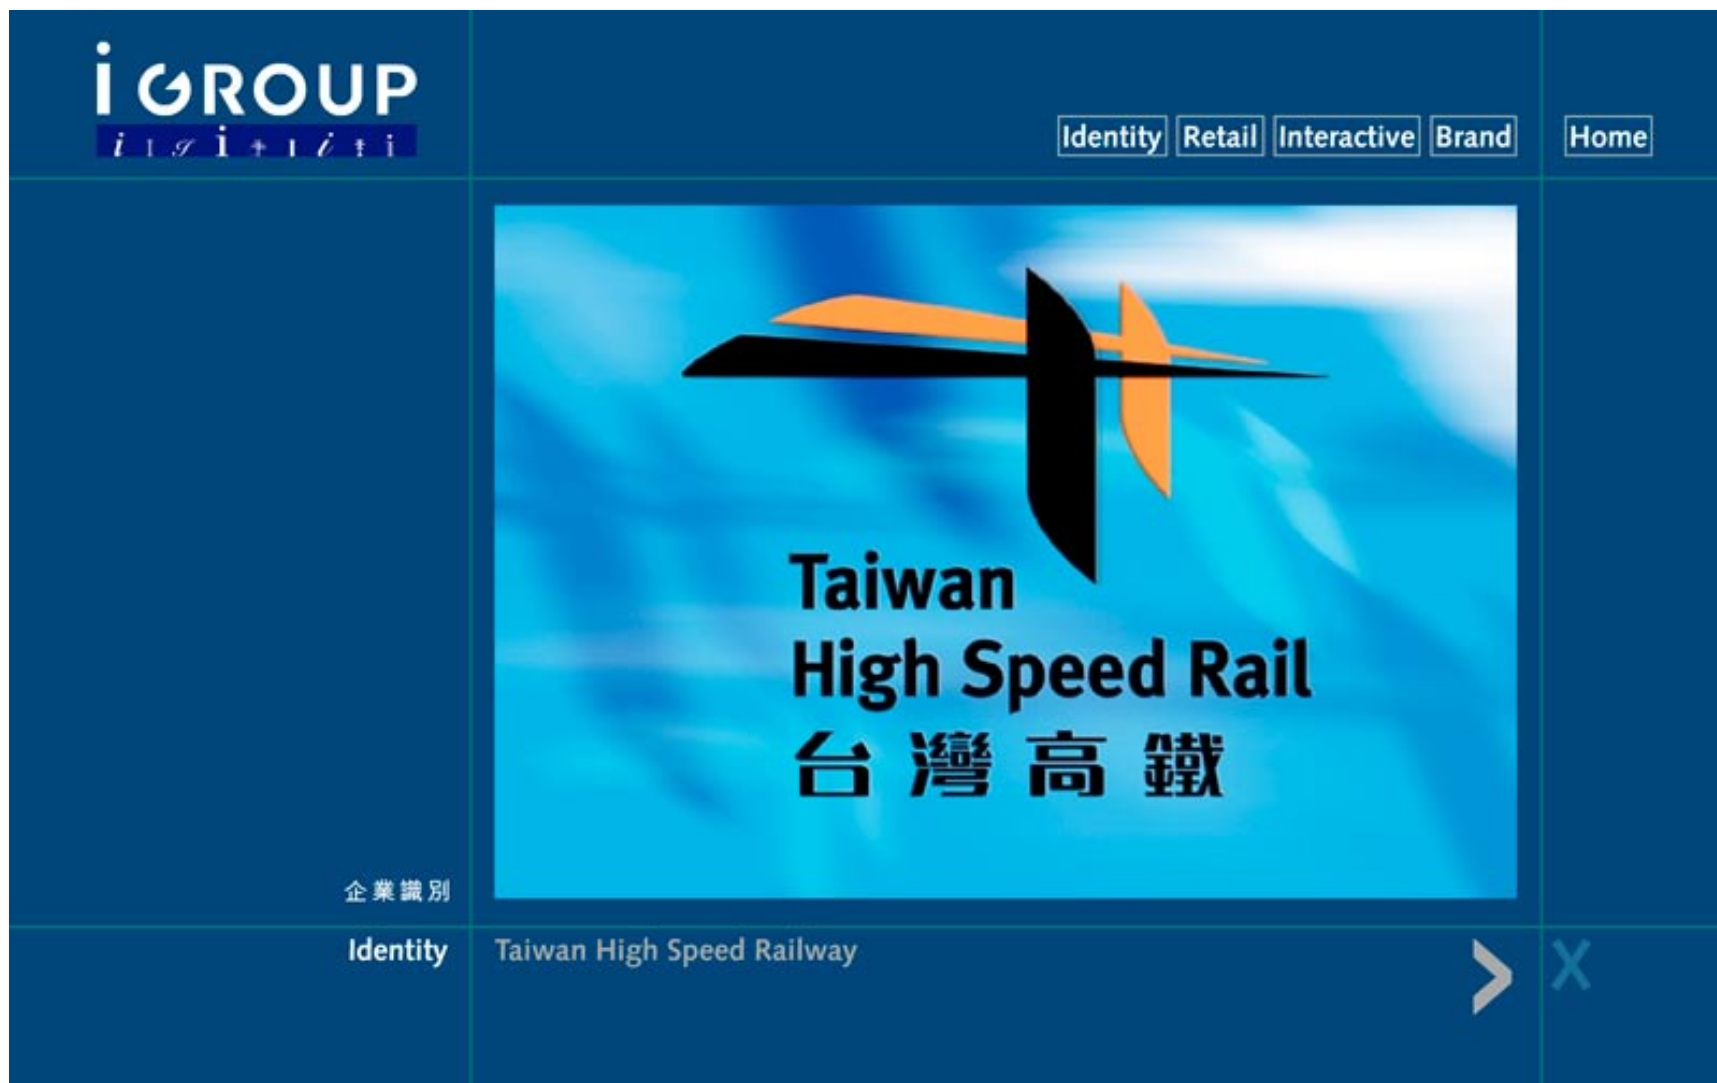 i GROUP
Identity Retail Interactive Brand Home
Taiwan
High Speed Rail
台灣高鐵
企業識別
Identity
Taiwan High Speed Railway
X